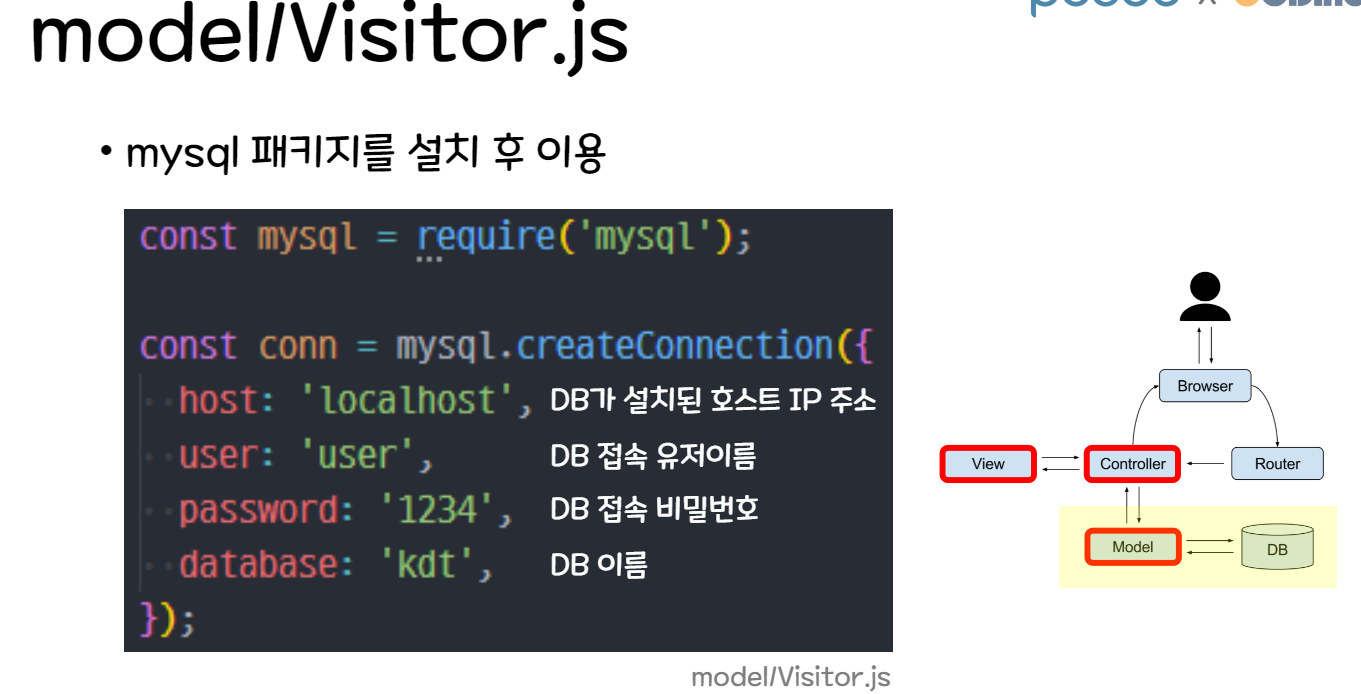 model/Visitor.js
• mysql 패키지를 설치 후 이용
const mysql = require('mysql');
const conn = mysql.createConnection({
host: 'localhost', DB가 설치된 호스트 IP 주소
user: 'user', DB 접속 유저이름
password: '1234', DB 접속 비밀번호
database: 'kdt', DB 이름
});
model/Visitor.js
Browser
View
Controller
Router
Model
DB